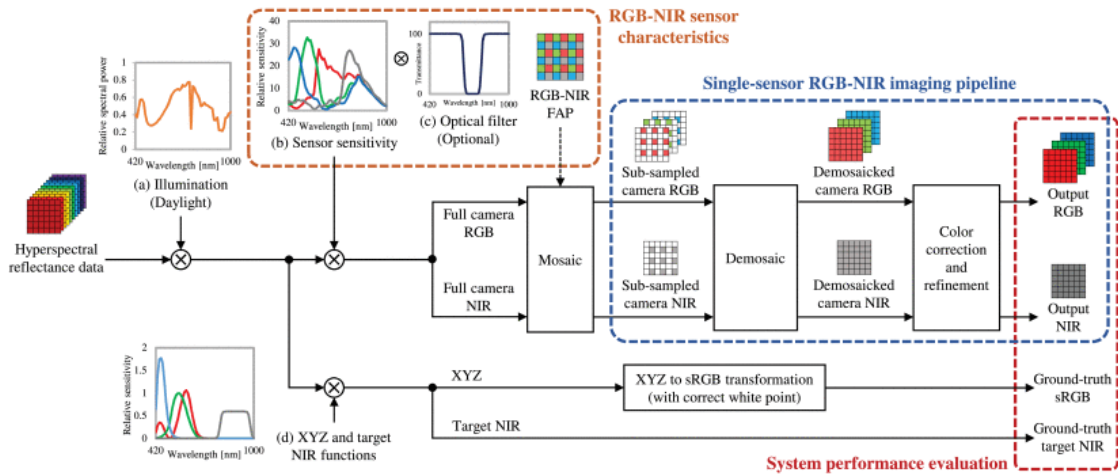 RGB-NIR sensor
characteristics
40
30
20
10
0
Relative sensitivity
420
Wavelength [nm]
1000
(b) Sensor sensitivity
100
0
Transmittance
420
Wavelength [nm]
1000
(c) Optical filter
(Optional)
RGB-NIR
FAP
1
0.8
0.6
0.4
0.2
0
Relative spectral power
420
Wavelength [nm]
1000
(a) Illumination
(Daylight)
Single-sensor RGB-NIR imaging pipeline
Hyperspectral
reflectance data
Full camera
RGB
Full camera
NIR
Mosaic
Sub-sampled
camera RGB
Sub-sampled
camera NIR
Demosaic
Demosaicked
camera RGB
Demosaicked
camera NIR
Color
correction
and
refinement
Output
RGB
Output
NIR
2
1.5
1
0.5
0
Relative sensitivity
420
Wavelength [nm]
1000
(d) XYZ and target
NIR functions
XYZ
Target NIR
XYZ to sRGB transformation
(with correct white point)
Ground-truth
sRGB
Ground-truth
target NIR
System performance evaluation